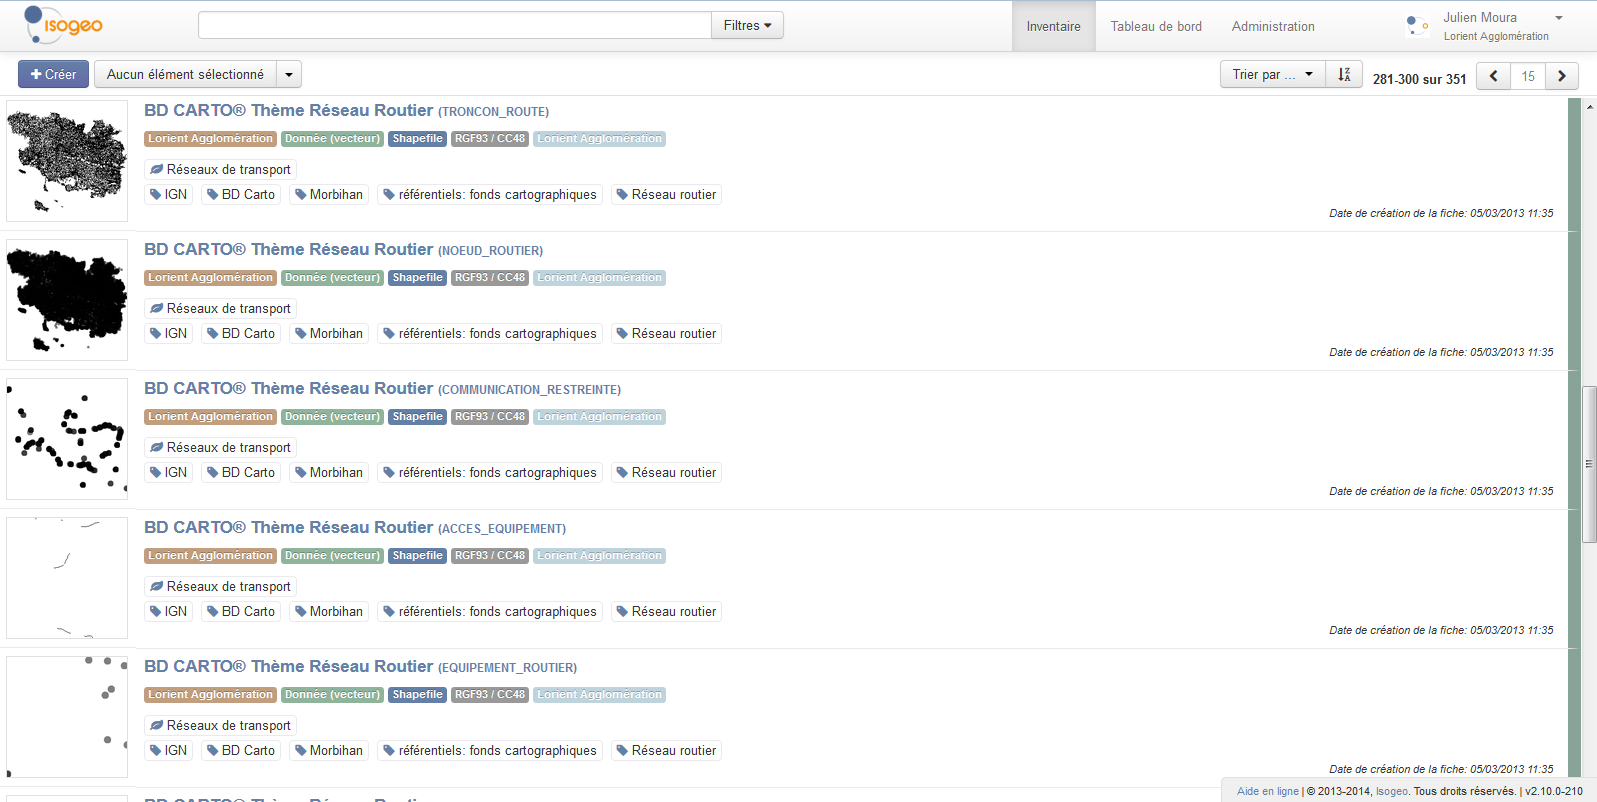 isogeo
Filtres
Inventaire
Tableau de bord
Administration
Julien Moura
Lorient Agglomération
Créer
Aucun élément sélectionné
Trier par ...
281-300 sur 351
15
BD CARTO® Thème Réseau Routier (TRONCON_ROUTE)
Lorient Agglomération Donnée (vecteur) Shapefile RGF93 / CC48 Lorient Agglomération
Réseaux de transport
IGN BD Carto Morbihan référentiels: fonds cartographiques Réseau routier
Date de création de la fiche: 05/03/2013 11:35
BD CARTO® Thème Réseau Routier (NOEUD_ROUTIER)
Lorient Agglomération Donnée (vecteur) Shapefile RGF93 / CC48 Lorient Agglomération
Réseaux de transport
IGN BD Carto Morbihan référentiels: fonds cartographiques Réseau routier
Date de création de la fiche: 05/03/2013 11:35
BD CARTO® Thème Réseau Routier (COMMUNICATION_RESTREINTE)
Lorient Agglomération Donnée (vecteur) Shapefile RGF93 / CC48 Lorient Agglomération
Réseaux de transport
IGN BD Carto Morbihan référentiels: fonds cartographiques Réseau routier
Date de création de la fiche: 05/03/2013 11:35
BD CARTO® Thème Réseau Routier (ACCES_EQUIPEMENT)
Lorient Agglomération Donnée (vecteur) Shapefile RGF93 / CC48 Lorient Agglomération
Réseaux de transport
IGN BD Carto Morbihan référentiels: fonds cartographiques Réseau routier
Date de création de la fiche: 05/03/2013 11:35
BD CARTO® Thème Réseau Routier (EQUIPEMENT_ROUTIER)
Lorient Agglomération Donnée (vecteur) Shapefile RGF93 / CC48 Lorient Agglomération
Réseaux de transport
IGN BD Carto Morbihan référentiels: fonds cartographiques Réseau routier
Date de création de la fiche: 05/03/2013 11:35
BD CARTO® Thème Réseau Routier
Aide en ligne | © 2013-2014, Isogeo. Tous droits réservés. | v2.10.0-210